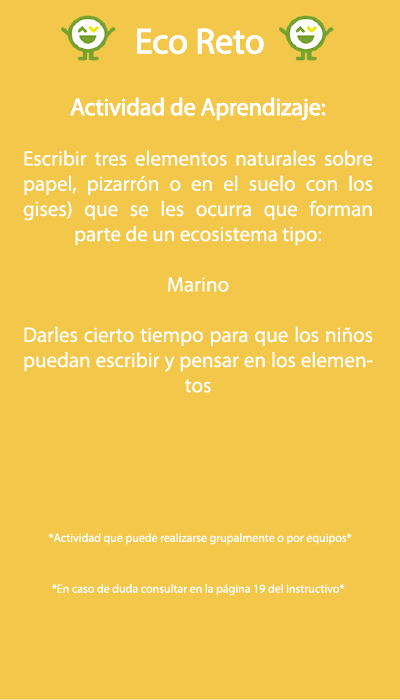 Eco Reto
Actividad de Aprendizaje:
Escribir tres elementos naturales sobre
papel, pizarrón o en el suelo con los
gises) que se les ocurra que forman
parte de un ecosistema tipo:
Marino
Darles cierto tiempo para que los niños
puedan escribir y pensar en los elemen-
tos
*Actividad que puede realizarse grupalmente o por equipos*
*En caso de duda consultar en la página 19 del instructivo*